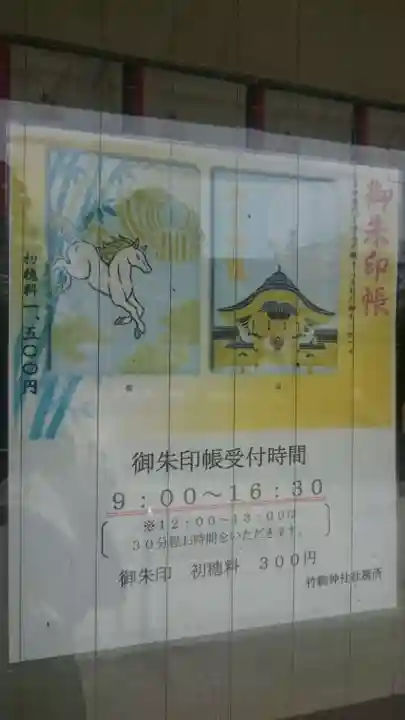 御朱印帳
初穂料 一、五〇〇円
御朱印帳受付時間
9：00～16：30
※12：00～13：00は
30分程お時間をいただきます。
御朱印 初穂料 300円
竹駒神社社務所